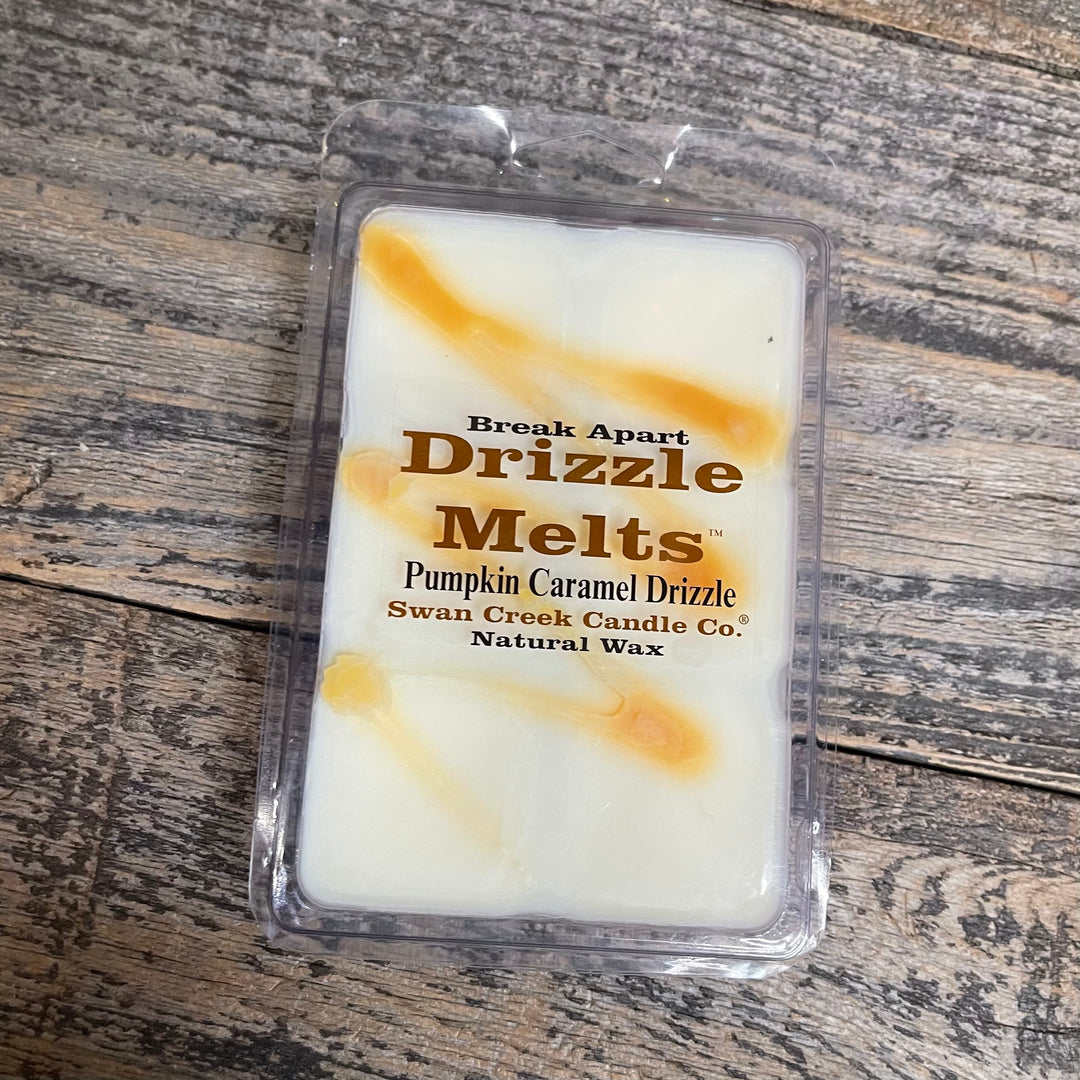 Break Apart
Drizzle
Melts™
Pumpkin Caramel Drizzle
Swan Creek Candle Co.®
Natural Wax